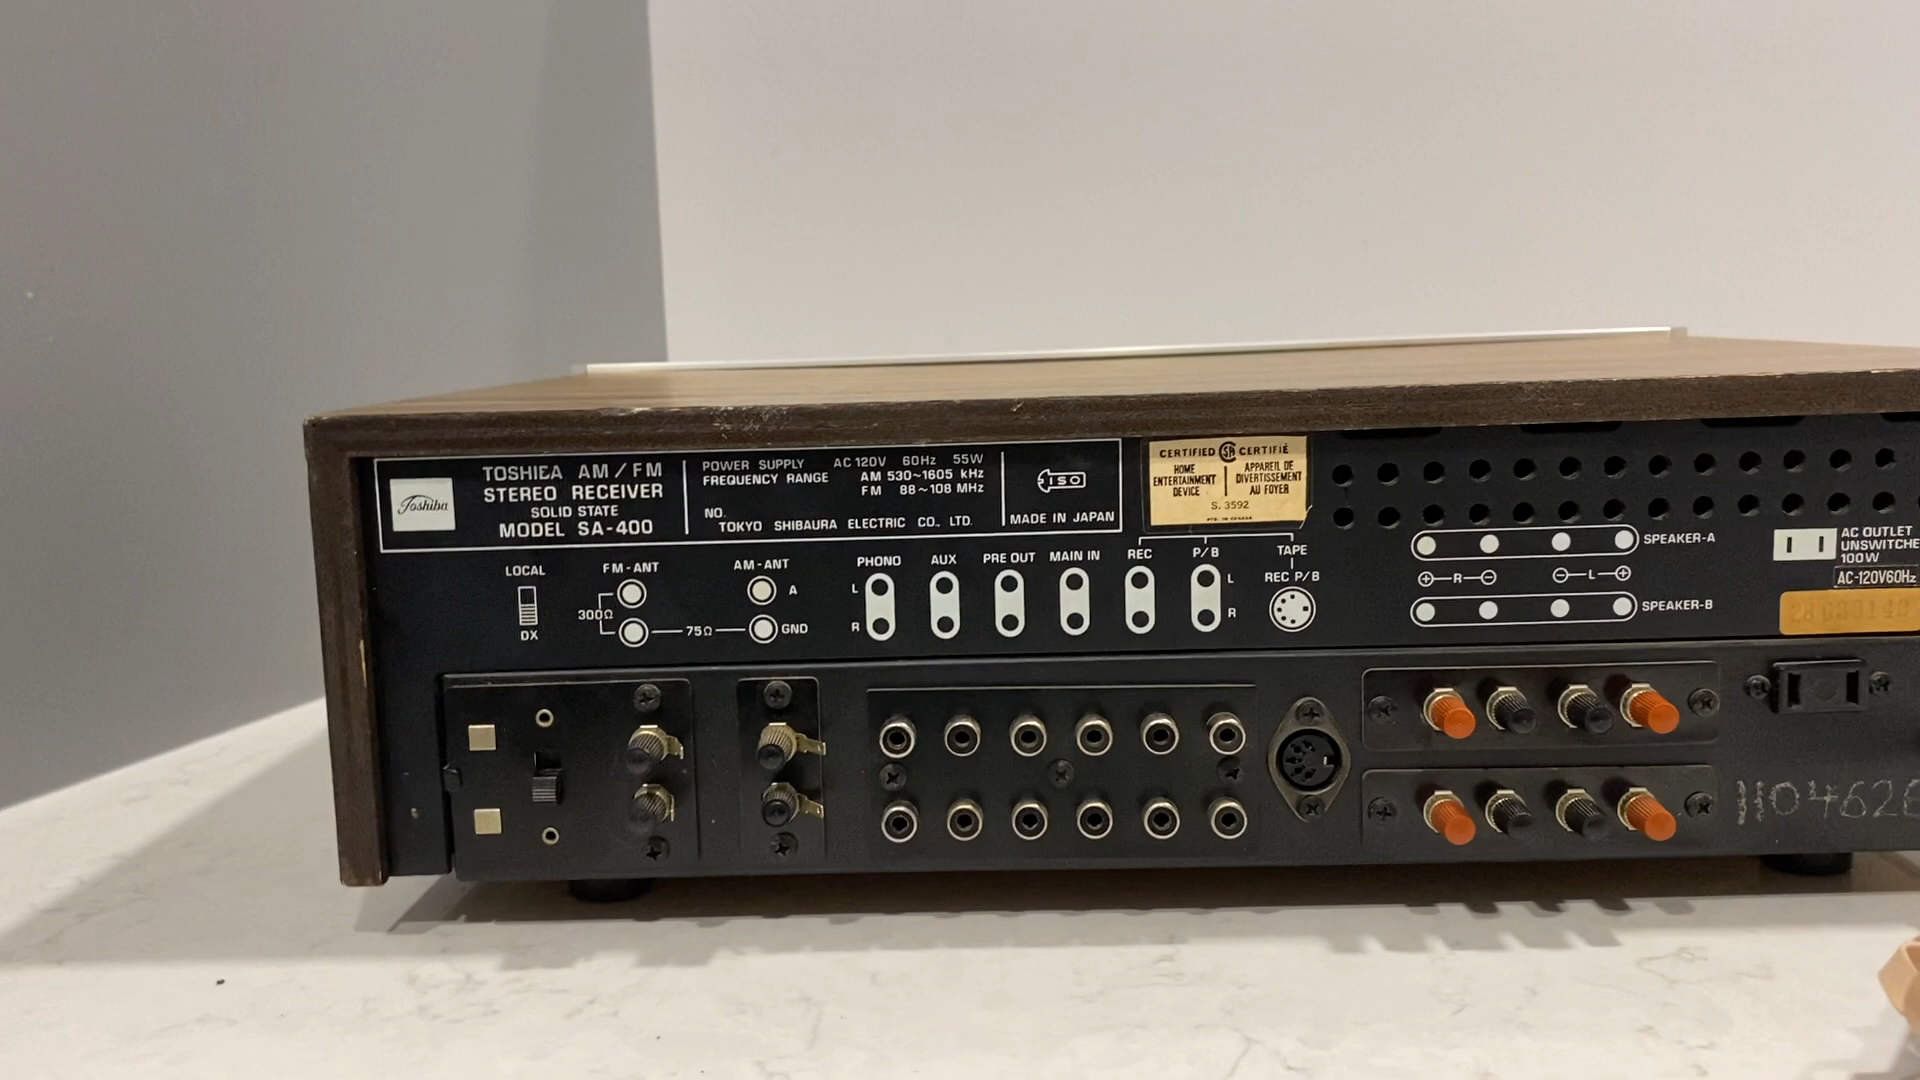 Toshiba
TOSHIBA AM/FM
STEREO RECEIVER
SOLID STATE
MODEL SA-400
POWER SUPPLY AC 120V 60Hz 55W
FREQUENCY RANGE AM 530~1605 kHz
FM 88~108 MHz
NO.
TOKYO SHIBAURA ELECTRIC CO., LTD.
ISO
MADE IN JAPAN
CERTIFIED SA CERTIFIÉ
HOME
ENTERTAINMENT
DEVICE
APPAREIL DE
DIVERTISSEMENT
AU FOYER
S. 3592
LOCAL
DX
FM-ANT
300Ω
75Ω
AM-ANT
A
GND
PHONO
AUX
PRE OUT
MAIN IN
REC
P/B
TAPE
REC P/B
L
R
L
R
SPEAKER-A
⊕ R ⊖ ⊖ L ⊕
SPEAKER-B
AC OUTLET
UNSWITCHE
100W
AC-120V60Hz